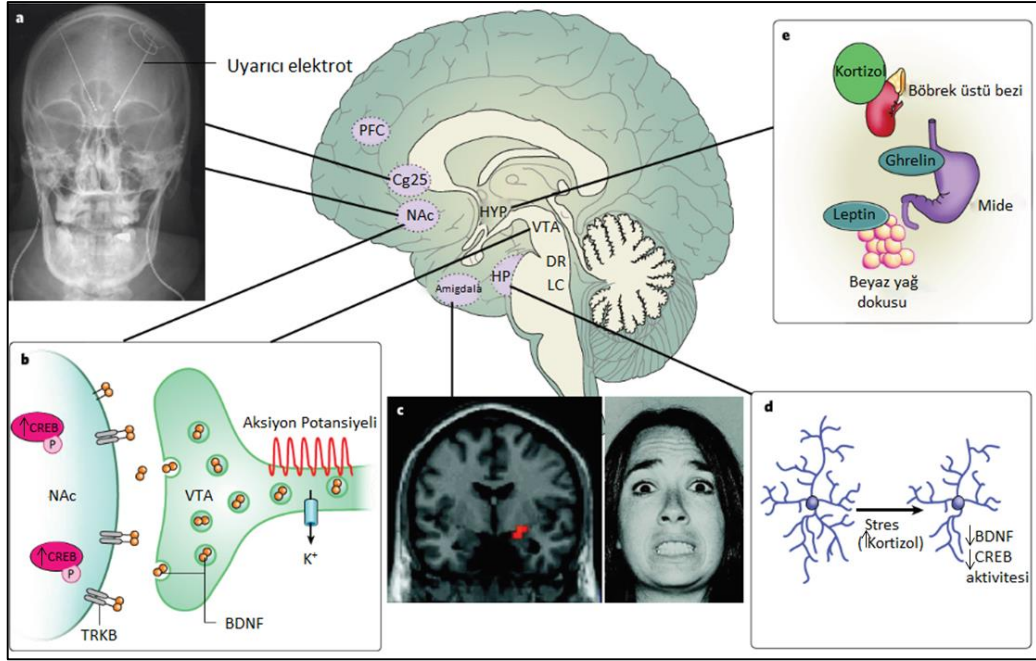 a
Uyarıcı elektrot
PFC
Cg25
NAc
HYP
VTA
DR
LC
HP
Amigdala
e
Kortizol
Böbrek üstü bezi
Ghrelin
Mide
Leptin
Beyaz yağ
dokusu
b
↑CREB
P
NAc
↑CREB
P
TRKB
VTA
BDNF
Aksiyon Potansiyeli
K⁺
c
d
Stres
(↑Kortizol)
↓BDNF
↓CREB
aktivitesi